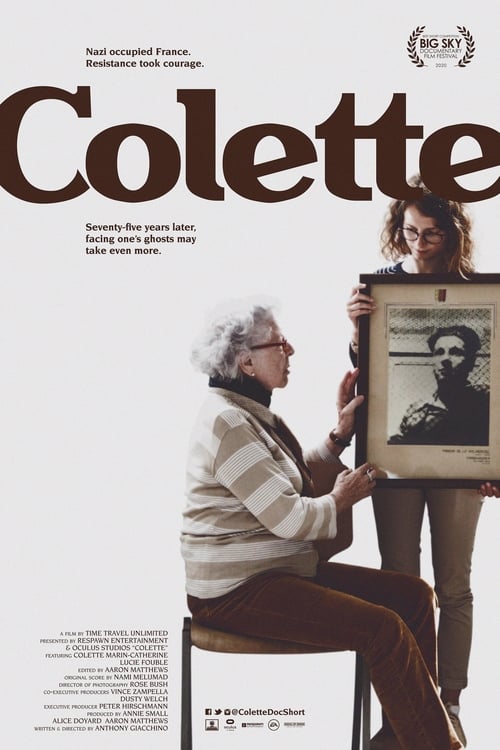 Nazi occupied France.
Resistance took courage.
BIG SKY
DOCUMENTARY
FILM FESTIVAL
2020
Colette
Seventy-five years later,
facing one's ghosts may
take even more.
A FILM BY TIME TRAVEL UNLIMITED
PRESENTED BY RESPAWN ENTERTAINMENT
& OCULUS STUDIOS "COLETTE"
FEATURING COLETTE MARIN-CATHERINE
LUCIE FOUBLE
EDITED BY AARON MATTHEWS
ORIGINAL SCORE BY NAMI MELUMAD
DIRECTOR OF PHOTOGRAPHY ROSE BUSH
CO-EXECUTIVE PRODUCERS VINCE ZAMPELLA
DUSTY WELCH
EXECUTIVE PRODUCER PETER HIRSCHMANN
PRODUCED BY ANNIE SMALL
ALICE DOYARD AARON MATTHEWS
WRITTEN & DIRECTED BY ANTHONY GIACCHINO
@ColetteDocShort
oculus